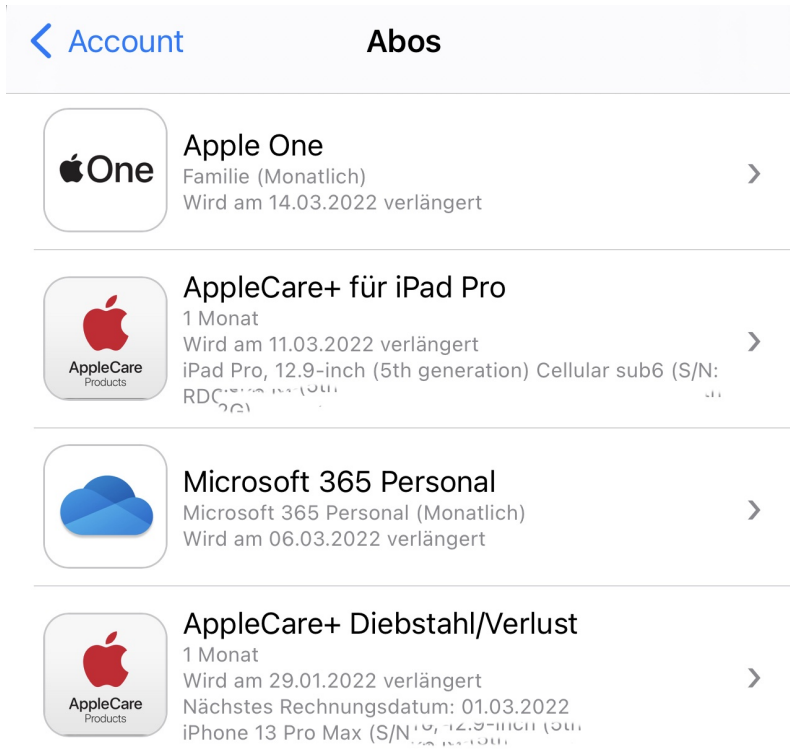 Account
Abos
One
Apple One
Familie (Monatlich)
Wird am 14.03.2022 verlängert
AppleCare
Products
AppleCare+ für iPad Pro
1 Monat
Wird am 11.03.2022 verlängert
iPad Pro, 12.9-inch (5th generation) Cellular sub6 (S/N:
Microsoft 365 Personal
Microsoft 365 Personal (Monatlich)
Wird am 06.03.2022 verlängert
AppleCare
Products
AppleCare+ Diebstahl/Verlust
1 Monat
Wird am 29.01.2022 verlängert
Nächstes Rechnungsdatum: 01.03.2022
iPhone 13 Pro Max (S/N